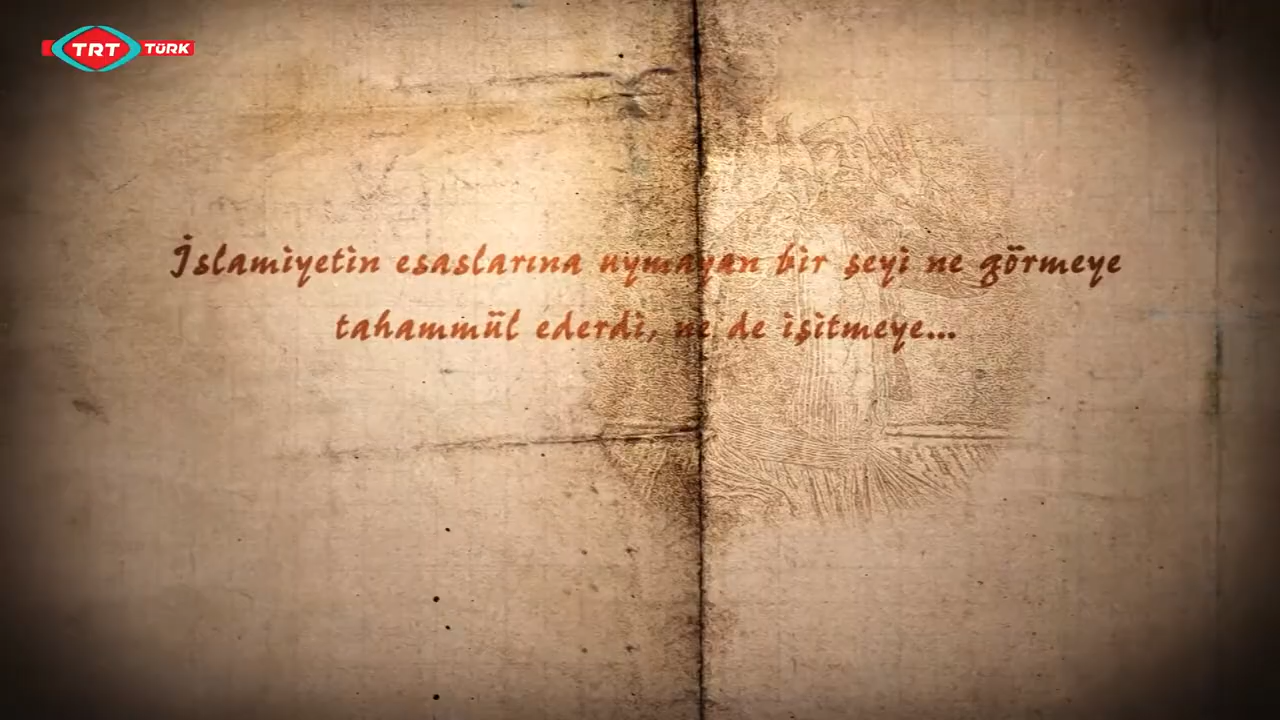 TRT TÜRK
İslamiyetin esaslarına uymayan bir şeyi ne görmeye
tahammül ederdi, ne de işitmeye...